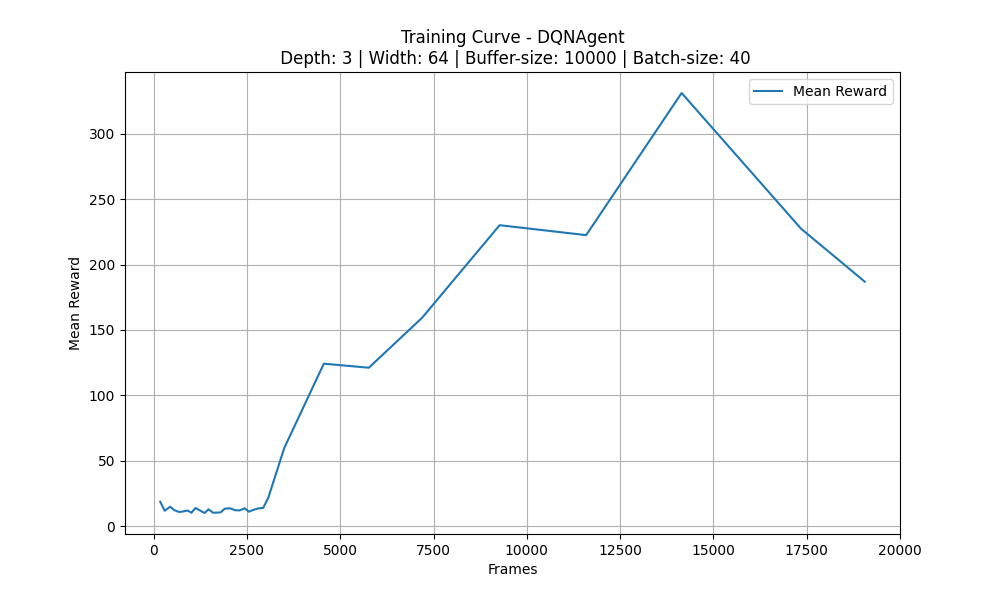 Training Curve - DQNAgent
Depth: 3 | Width: 64 | Buffer-size: 10000 | Batch-size: 40
Mean Reward
300
250
200
150
100
50
0
Mean Reward
0 2500 5000 7500 10000 12500 15000 17500 20000
Frames